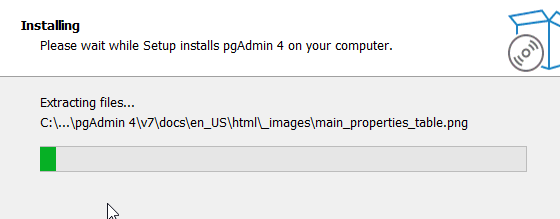 Installing
Please wait while Setup installs pgAdmin 4 on your computer.
Extracting files...
C:\...\pgAdmin 4\v7\docs\en_US\html\_images\main_properties_table.png